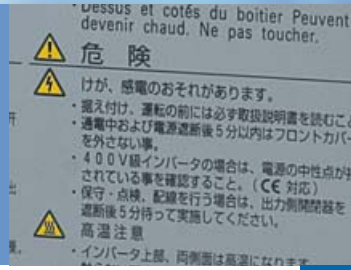 ・Dessus et cotés du boitier Peuvent
devenir chaud. Ne pas toucher.
危 険
けが、感電のおそれがあります。
・据え付け、運転の前には必ず取扱説明書を読むこと
・通電中および電源遮断後5分以内はフロントカバー
を外さない事。
・400V級インバータの場合は、電源の中性点が
されている事を確認すること。(CE 対応)
・保守・点検、配線を行う場合は、出力側開閉器を
遮断後5分待って実施してください。
高温注意
・インバータ上部、両側面は高温になります